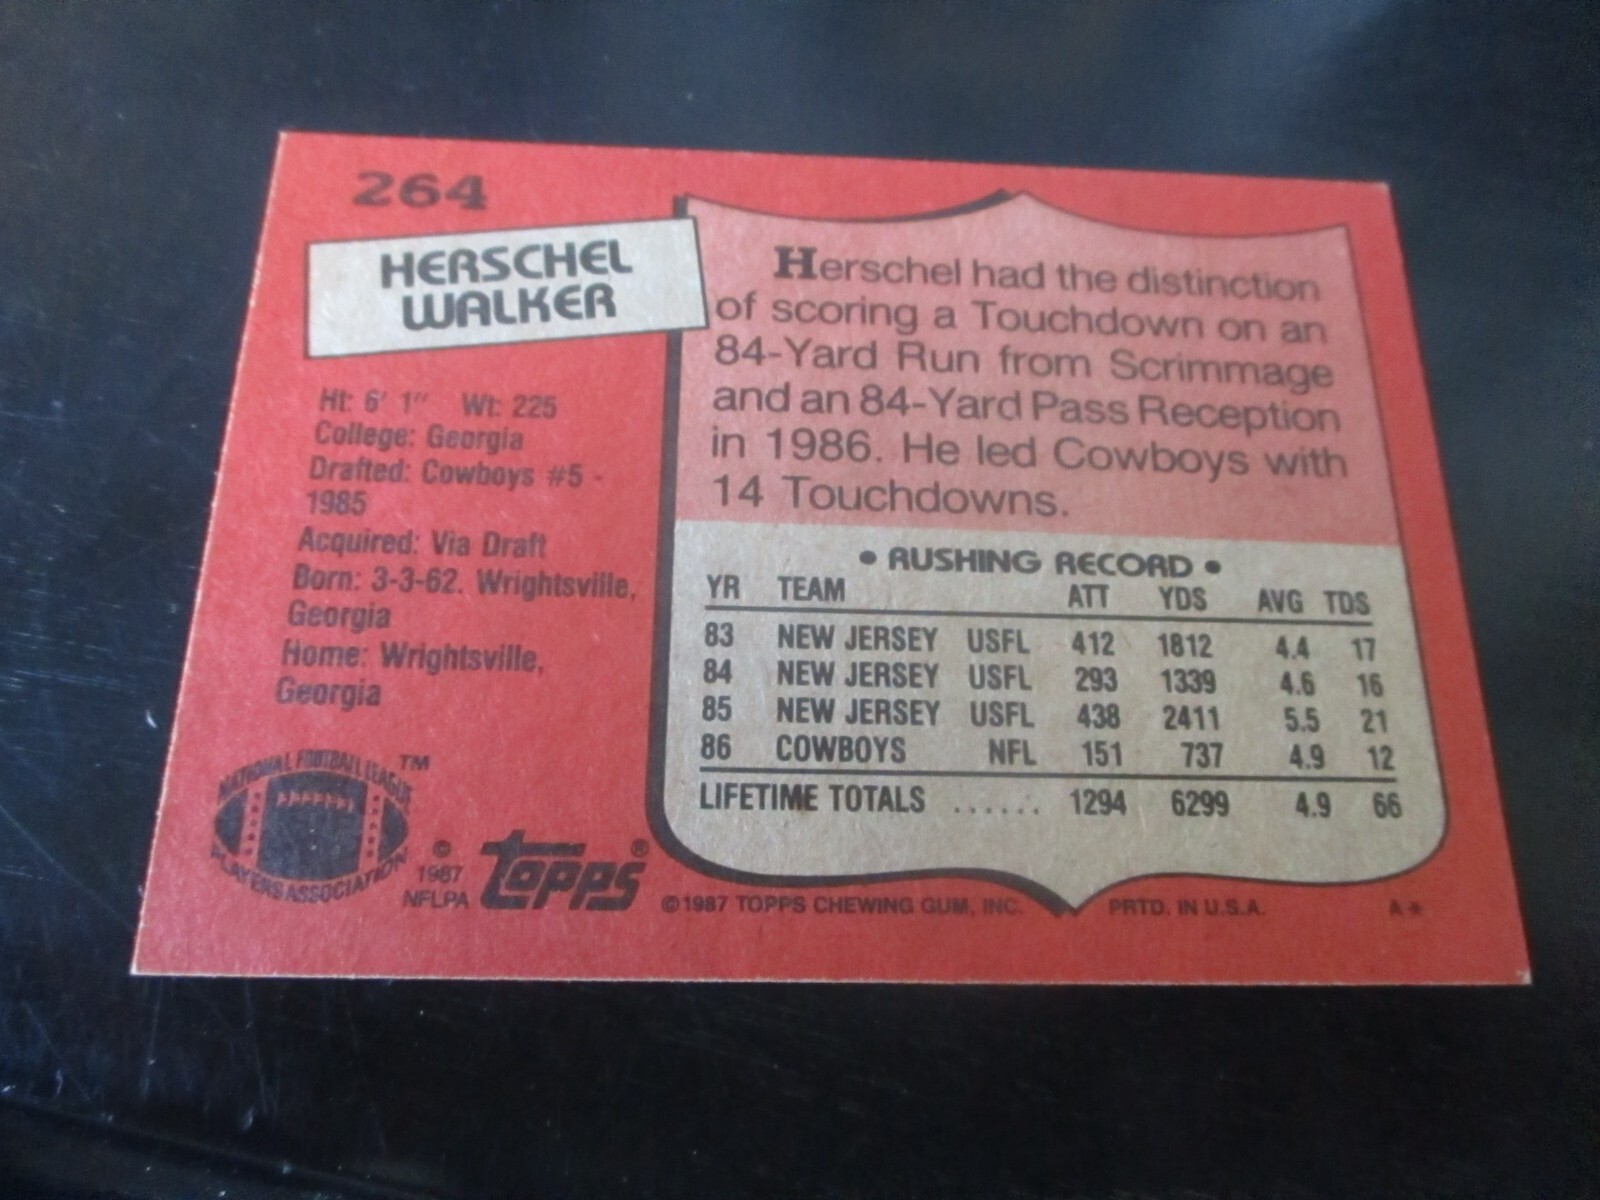 264
HERSCHEL
WALKER
Ht: 6' 1" Wt: 225
College: Georgia
Drafted: Cowboys #5 -
1985
Acquired: Via Draft
Born: 3-3-62. Wrightsville,
Georgia
Home: Wrightsville,
Georgia
Herschel had the distinction
of scoring a Touchdown on an
84-Yard Run from Scrimmage
and an 84-Yard Pass Reception
in 1986. He led Cowboys with
14 Touchdowns.
• RUSHING RECORD •
YR TEAM ATT YDS AVG TDS
83 NEW JERSEY USFL 412 1812 4.4 17
84 NEW JERSEY USFL 293 1339 4.6 16
85 NEW JERSEY USFL 438 2411 5.5 21
86 COWBOYS NFL 151 737 4.9 12
LIFETIME TOTALS ...... 1294 6299 4.9 66
NATIONAL FOOTBALL LEAGUE ™
PLAYERS ASSOCIATION
© 1987
NFLPA
topps®
©1987 TOPPS CHEWING GUM, INC. PRTD. IN U.S.A. A*